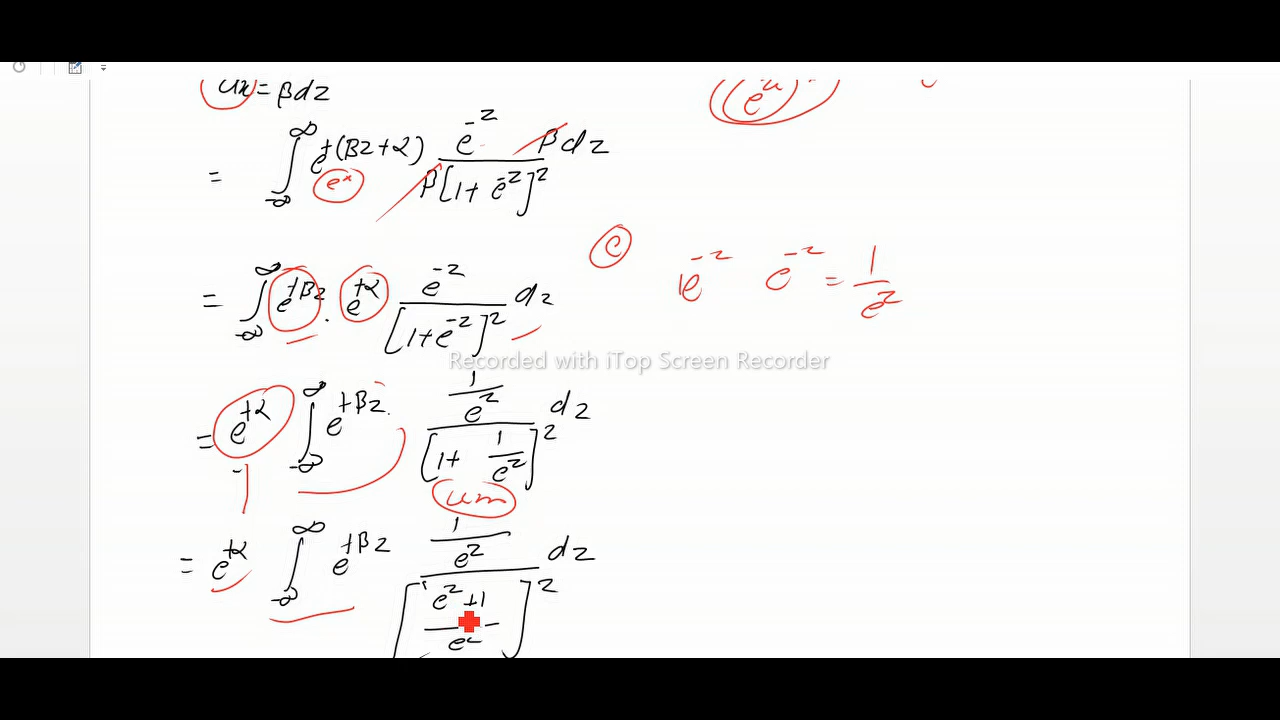 dx = βdz
= ∫_{-∞}^{∞} e^{t(βz+α)} e^{-z} / β[1+e^{-z}]^2 βdz
e^x
= ∫_{-∞}^{∞} e^{tβz} . e^{tα} e^{-z} / [1+e^{-z}]^2 dz
e^{-z} e^{-z} = 1/e^z
Recorded with iTop Screen Recorder
= e^{tα} ∫_{-∞}^{∞} e^{tβz}. (1/e^z) / [1+ 1/e^z]^2 dz
= e^{tα} ∫_{-∞}^{∞} e^{tβz} (1/e^z) / [(e^z+1)/e^z]^2 dz